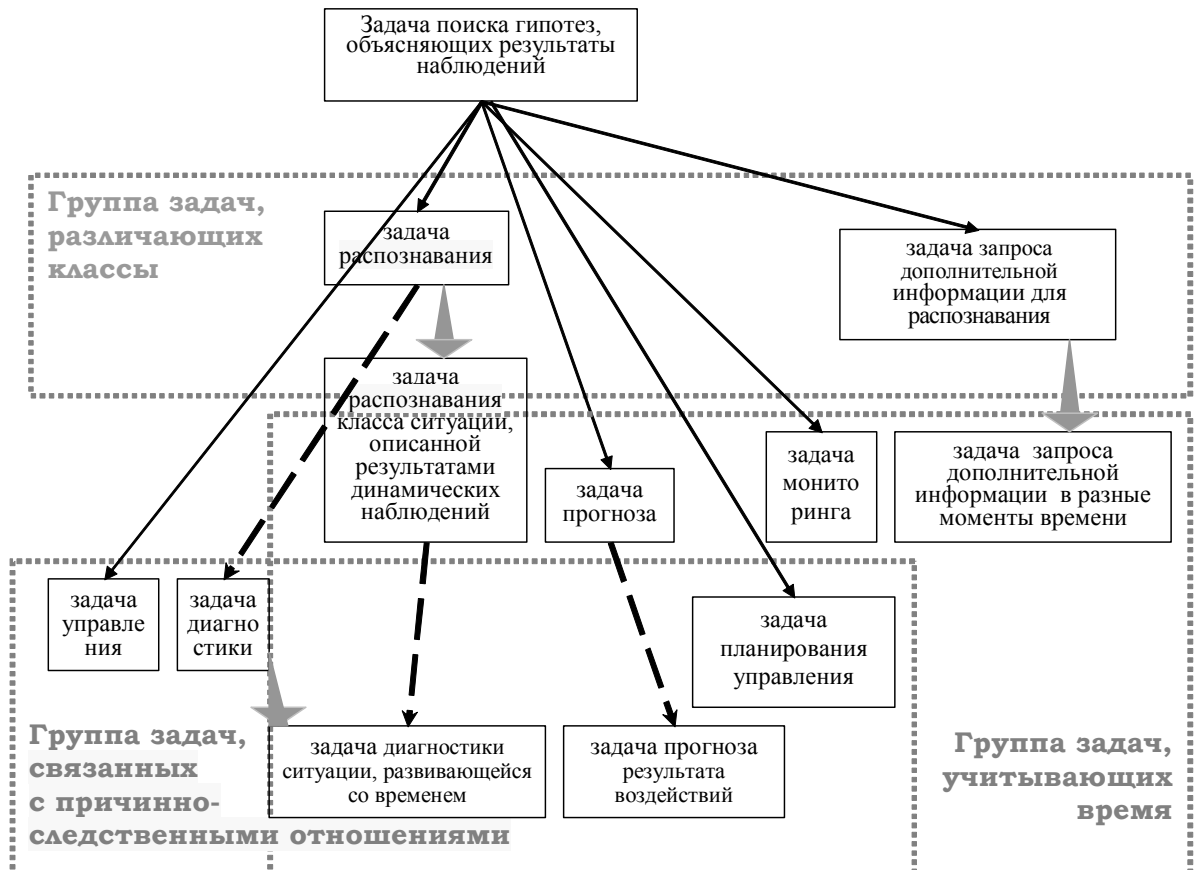 Задача поиска гипотез,
объясняющих результаты
наблюдений
Группа задач,
различающих
классы
задача
распознавания
задача запроса
дополнительной
информации для
распознавания
задача
распознавания
класса ситуации,
описанной
результатами
динамических
наблюдений
задача
прогноза
задача
монито
ринга
задача запроса
дополнительной
информации в разные
моменты времени
задача
управле
ния
задача
диагно
стики
задача
планирования
управления
Группа задач,
связанных
с причинно-
следственными отношениями
задача диагностики
ситуации, развивающейся
со временем
задача прогноза
результата
воздействий
Группа задач,
учитывающих
время